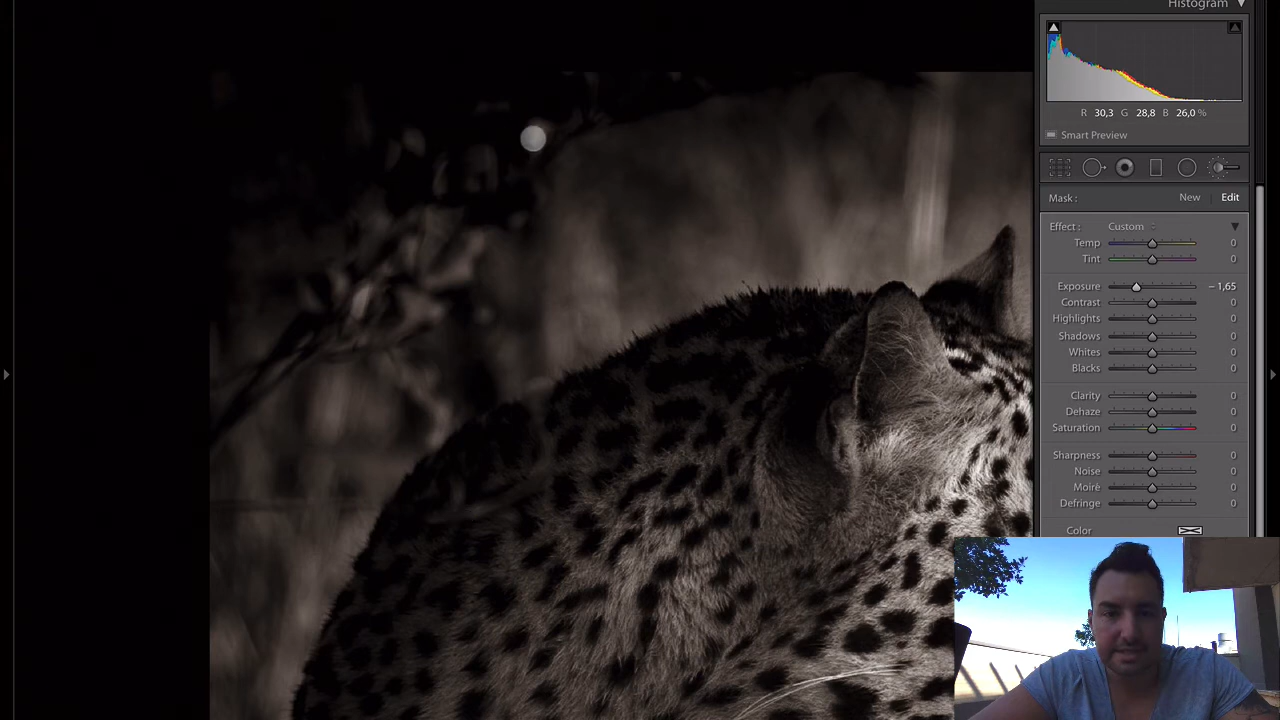 Histogram
R 30,3 G 28,8 B 26,0 %
Smart Preview
Mask : New Edit
Effect : Custom
Temp 0
Tint 0
Exposure – 1,65
Contrast 0
Highlights 0
Shadows 0
Whites 0
Blacks 0
Clarity 0
Dehaze 0
Saturation 0
Sharpness 0
Noise 0
Moiré 0
Defringe 0
Color